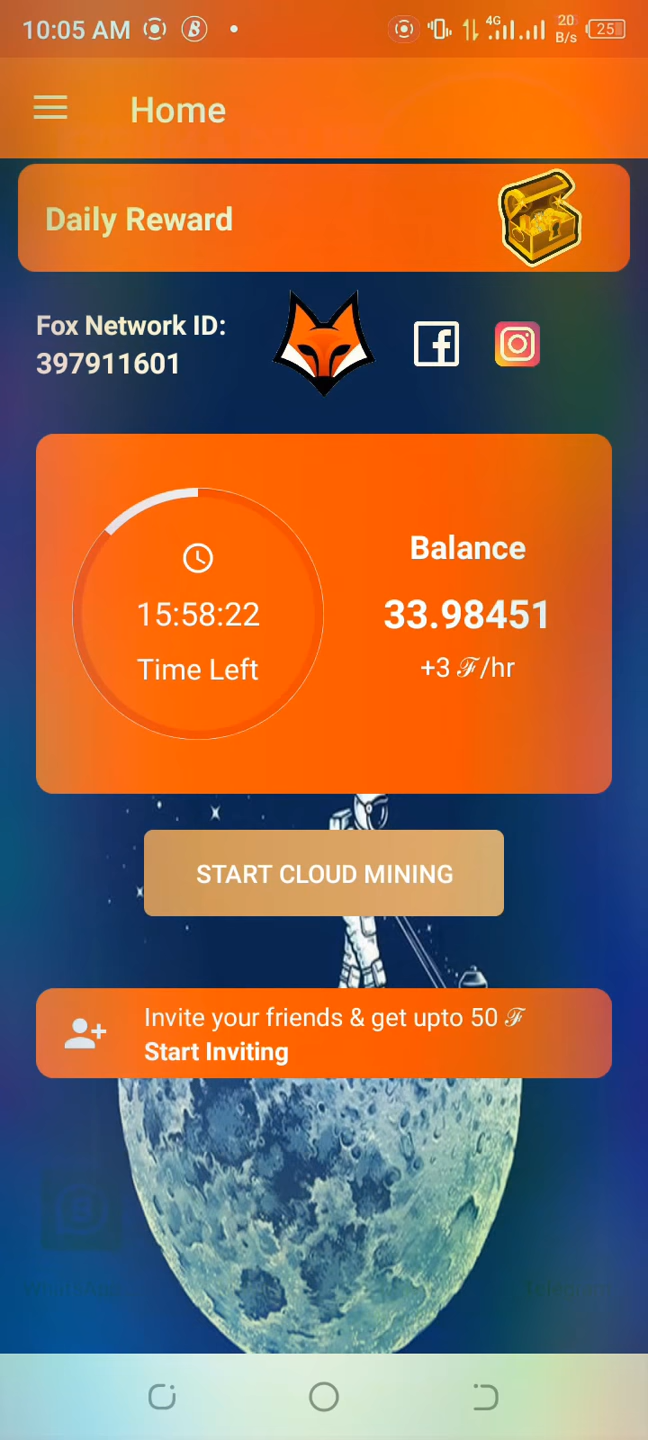 10:05 AM
4G
20
B/s
25
Home
Daily Reward
Fox Network ID:
397911601
15:58:22
Time Left
Balance
33.98451
+3 ℱ/hr
START CLOUD MINING
Invite your friends & get upto 50 ℱ
Start Inviting